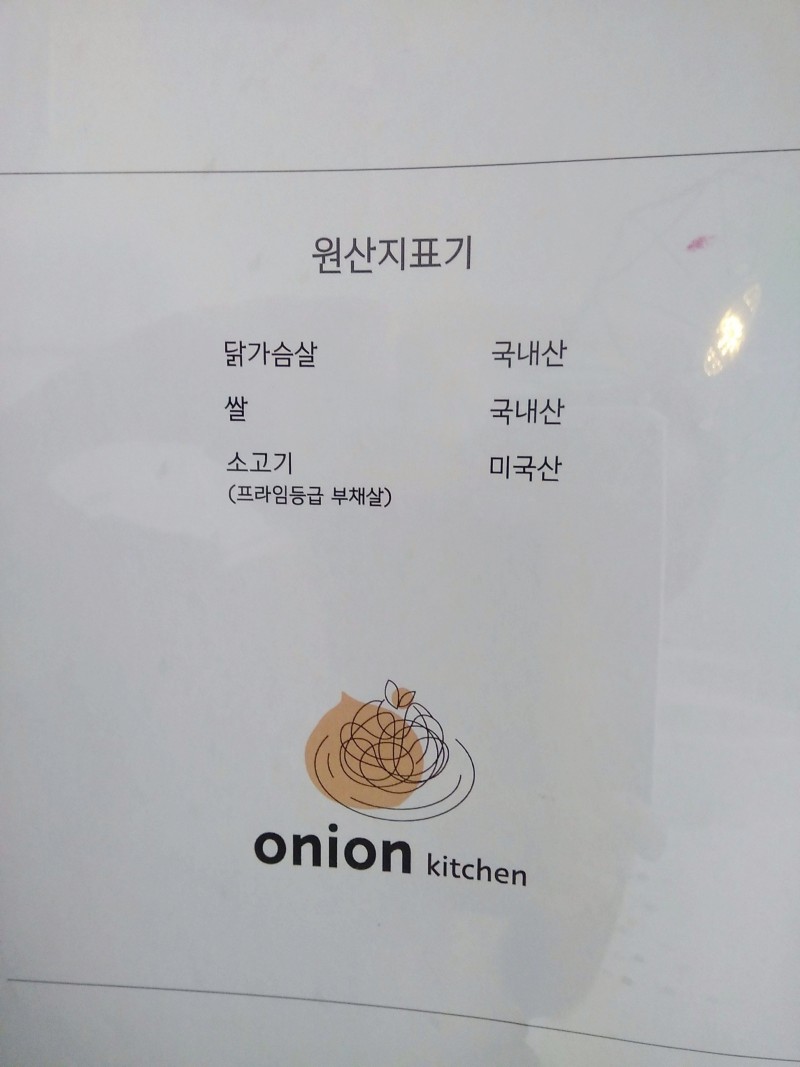 원산지표기
닭가슴살 국내산
쌀 국내산
소고기 미국산
(프라임등급 부채살)
onion kitchen